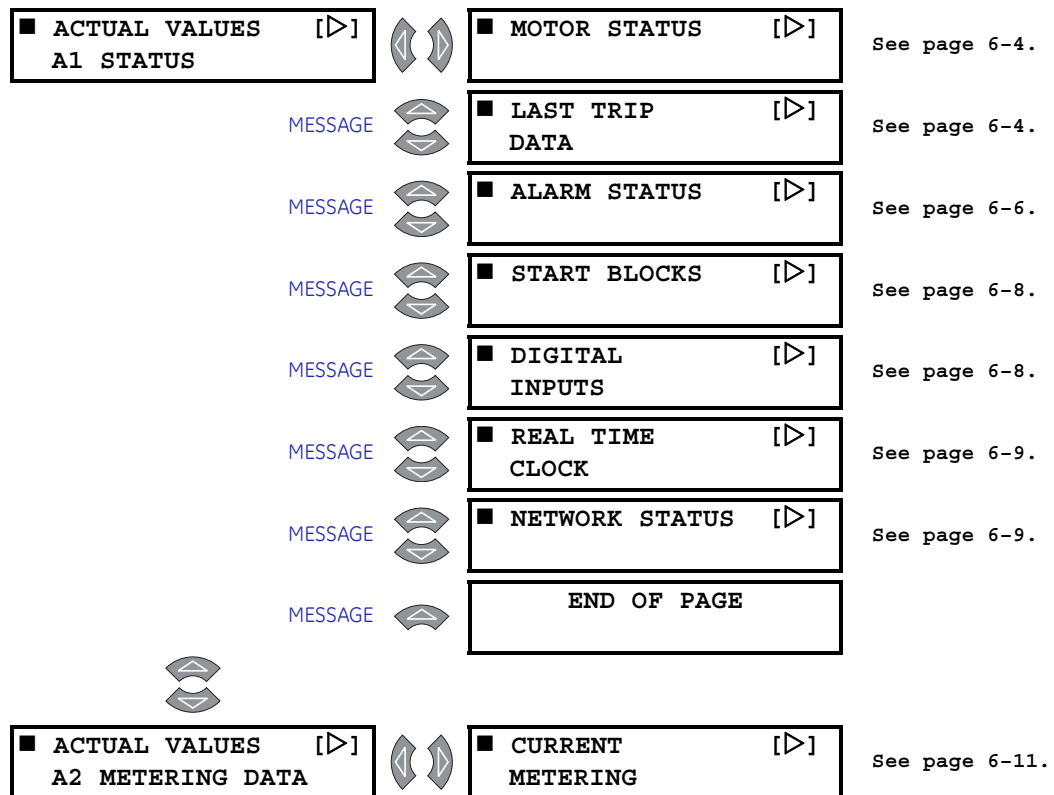 ■ ACTUAL VALUES [▷]
A1 STATUS
■ MOTOR STATUS [▷]
See page 6-4.
MESSAGE
■ LAST TRIP [▷]
DATA
See page 6-4.
MESSAGE
■ ALARM STATUS [▷]
See page 6-6.
MESSAGE
■ START BLOCKS [▷]
See page 6-8.
MESSAGE
■ DIGITAL [▷]
INPUTS
See page 6-8.
MESSAGE
■ REAL TIME [▷]
CLOCK
See page 6-9.
MESSAGE
■ NETWORK STATUS [▷]
See page 6-9.
MESSAGE
END OF PAGE
■ ACTUAL VALUES [▷]
A2 METERING DATA
■ CURRENT [▷]
METERING
See page 6-11.